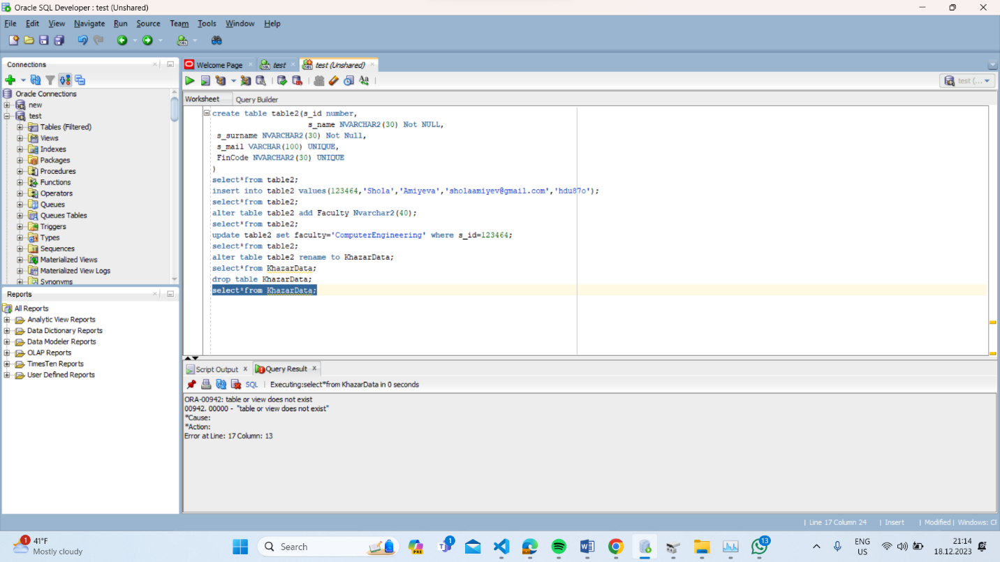 Oracle SQL Developer : test (Unshared)
File Edit View Navigate Run Source Team Tools Window Help
Connections
Oracle Connections
new
test
Tables (Filtered)
Views
Indexes
Packages
Procedures
Functions
Operators
Queues
Queues Tables
Triggers
Types
Sequences
Materialized Views
Materialized View Logs
Synonyms
Reports
All Reports
Analytic View Reports
Data Dictionary Reports
Data Modeler Reports
OLAP Reports
TimesTen Reports
User Defined Reports
Welcome Page test test (Unshared)
Aa test (...
Worksheet Query Builder
create table table2(s_id number,
s_name NVARCHAR2(30) Not NULL,
s_surname NVARCHAR2(30) Not Null,
s_mail VARCHAR(100) UNIQUE,
FinCode NVARCHAR2(30) UNIQUE
)
select*from table2;
insert into table2 values(123464,'Shola','Amiyeva','sholaamiyev@gmail.com','hdu87o');
select*from table2;
alter table table2 add Faculty Nvarchar2(40);
select*from table2;
update table2 set faculty='ComputerEngineering' where s_id=123464;
select*from table2;
alter table table2 rename to KhazarData;
select*from KhazarData;
drop table KhazarData;
select*from KhazarData;
Script Output x Query Result x
SQL | Executing:select*from KhazarData in 0 seconds
ORA-00942: table or view does not exist
00942. 00000 - "table or view does not exist"
*Cause:
*Action:
Error at Line: 17 Column: 13
| Line 17 Column 24 | Insert | Modified | Windows: CF
1 41°F
Mostly cloudy
Search
PRE
1
13
ENG
US
21:14
18.12.2023